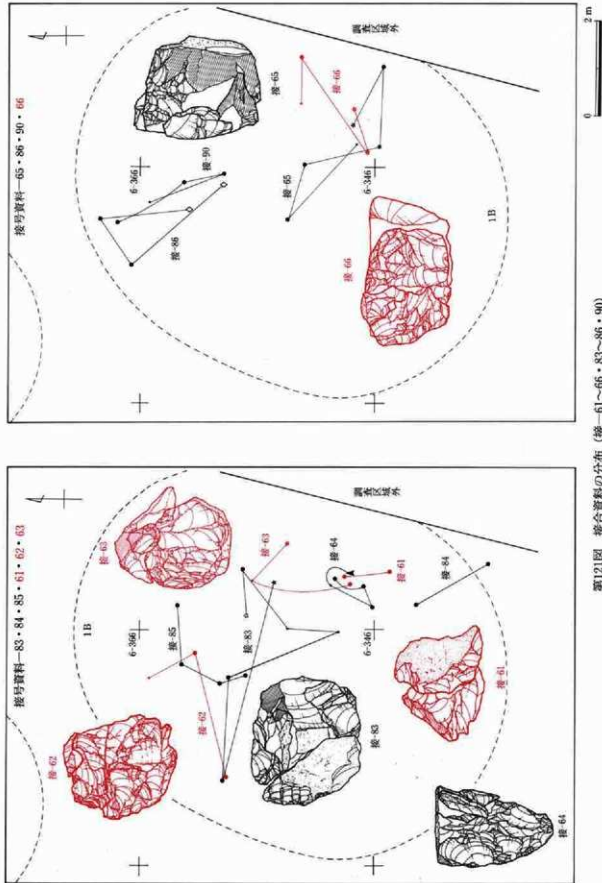 接号資料―83・84・85・61・62・63
1B
6-366
接-63
接-62
接-85
接-63
接-62
接-83
接-64
接-83
6-346
接-61
接-84
接-61
接-64
調査区域外
接号資料―65・86・90・66
6-366
接-65
接-90
接-86
接-66
接-65
6-346
接-66
1B
調査区域外
0 2 m
第121図 接合資料の分布(接―61~66・83~86・90)